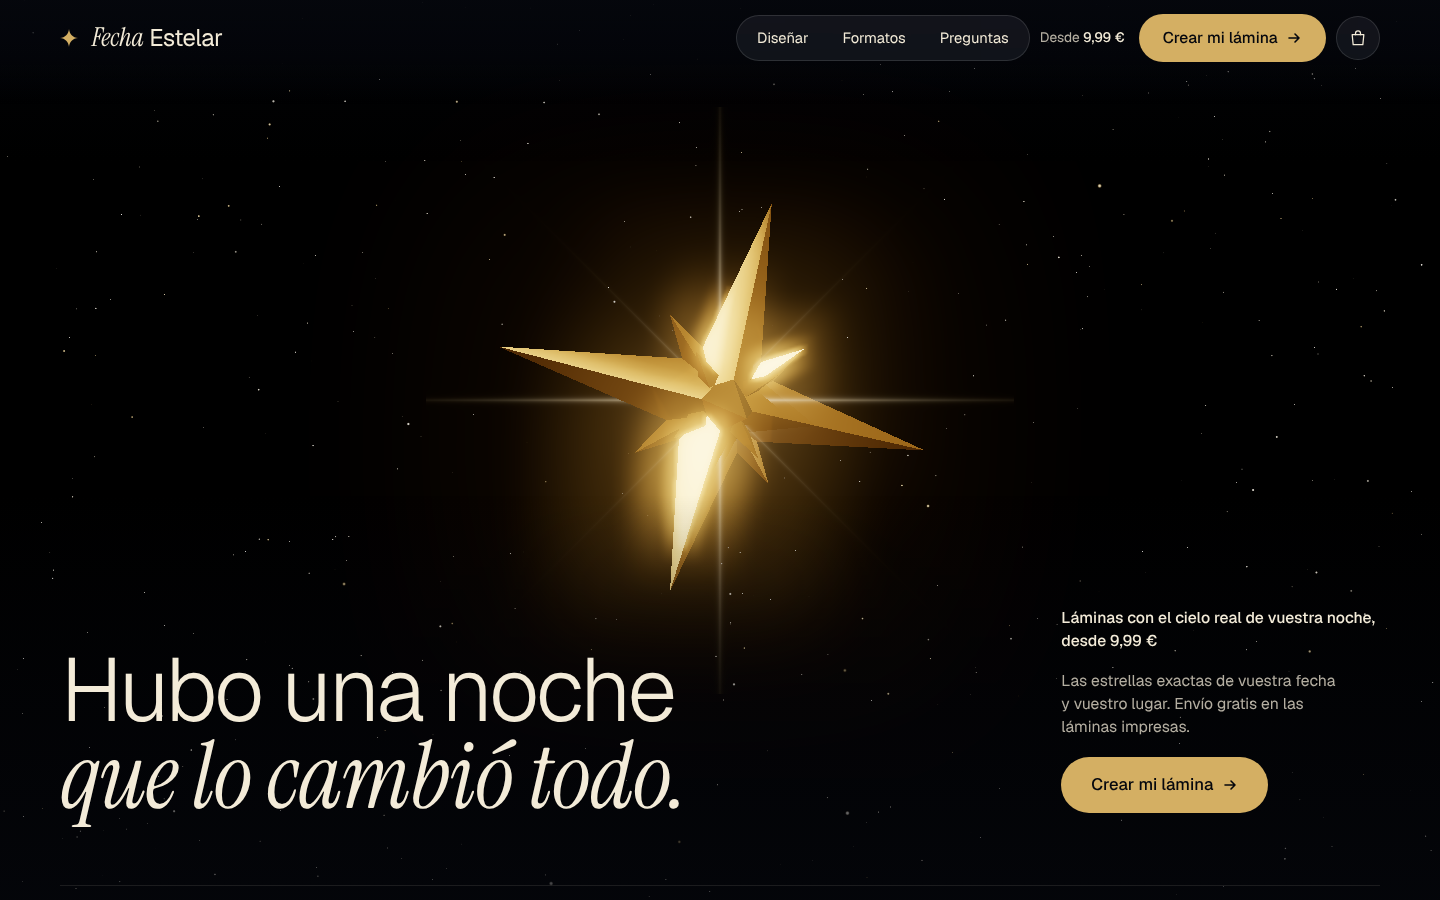 Fecha Estelar
Diseñar
Formatos
Preguntas
Desde 9,99 €
Crear mi lámina →
Hubo una noche
que lo cambió todo.
Láminas con el cielo real de vuestra noche,
desde 9,99 €
Las estrellas exactas de vuestra fecha
y vuestro lugar. Envío gratis en las
láminas impresas.
Crear mi lámina →